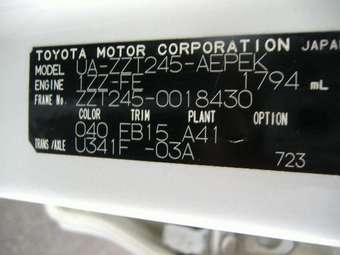 TOYOTA MOTOR CORPORATION JAPA
MODEL UA-ZZT245-AEPEK
ENGINE 1ZZ-FE 1794 mL
FRAME No. ZZT245-0018430
COLOR TRIM PLANT OPTION
040 FB15 A41
TRANS/AXLE U341F -03A
723